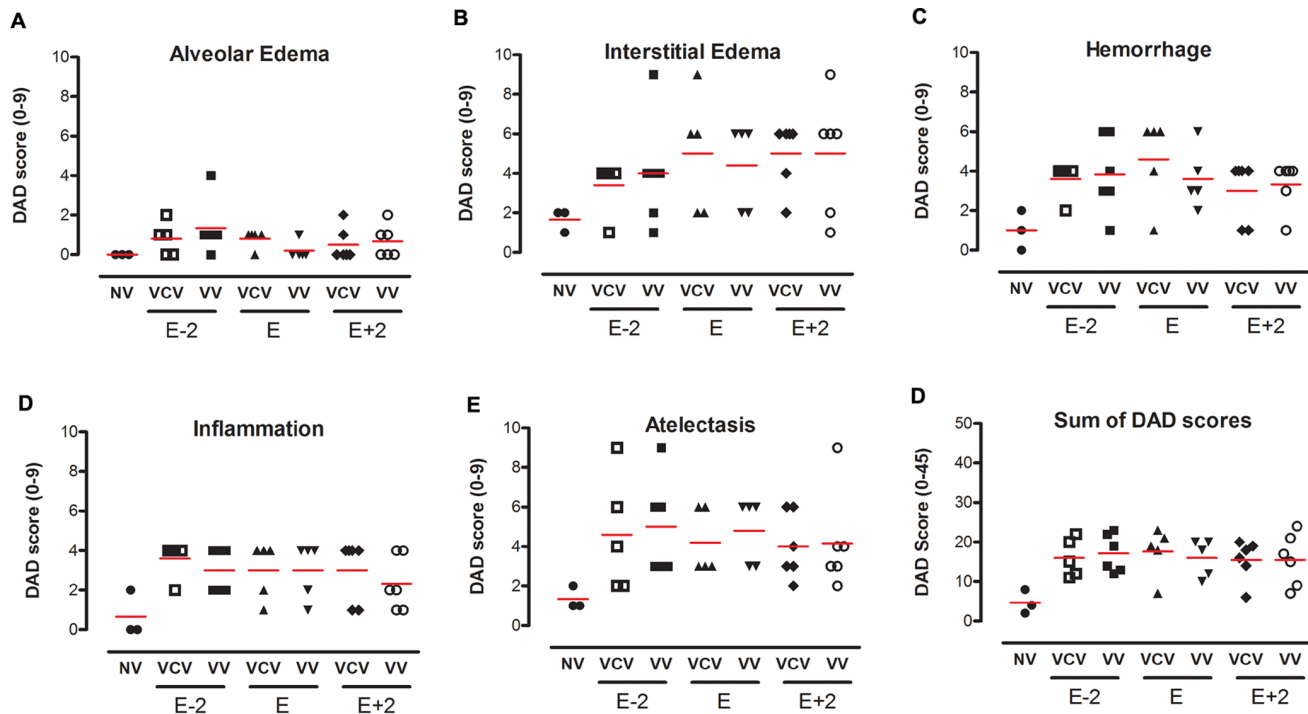 A
Alveolar Edema
DAD score (0-9)
10
8
6
4
2
0
NV VCV VV VCV VV VCV VV
E-2 E E+2
B
Interstitial Edema
DAD score (0-9)
10
8
6
4
2
0
NV VCV VV VCV VV VCV VV
E-2 E E+2
C
Hemorrhage
DAD score (0-9)
10
8
6
4
2
0
NV VCV VV VCV VV VCV VV
E-2 E E+2
D
Inflammation
DAD score (0-9)
10
8
6
4
2
0
NV VCV VV VCV VV VCV VV
E-2 E E+2
E
Atelectasis
DAD score (0-9)
10
8
6
4
2
0
NV VCV VV VCV VV VCV VV
E-2 E E+2
D
Sum of DAD scores
DAD Score (0-45)
50
40
30
20
10
0
NV VCV VV VCV VV VCV VV
E-2 E E+2